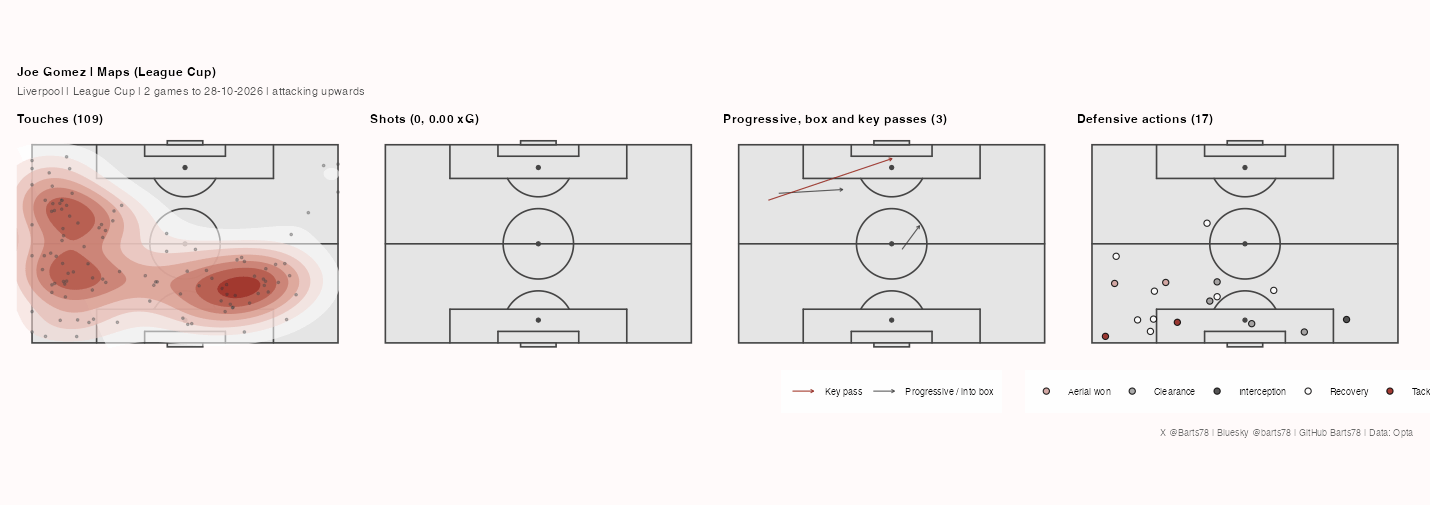 Joe Gomez | Maps (League Cup)
Liverpool | League Cup | 2 games to 28-10-2026 | attacking upwards
Touches (109)
Shots (0, 0.00 xG)
Progressive, box and key passes (3)
Defensive actions (17)
Key pass
Progressive / into box
Aerial won
Clearance
Interception
Recovery
Tack
X @Barts78 | Bluesky @barts78 | GitHub Barts78 | Data: Opta